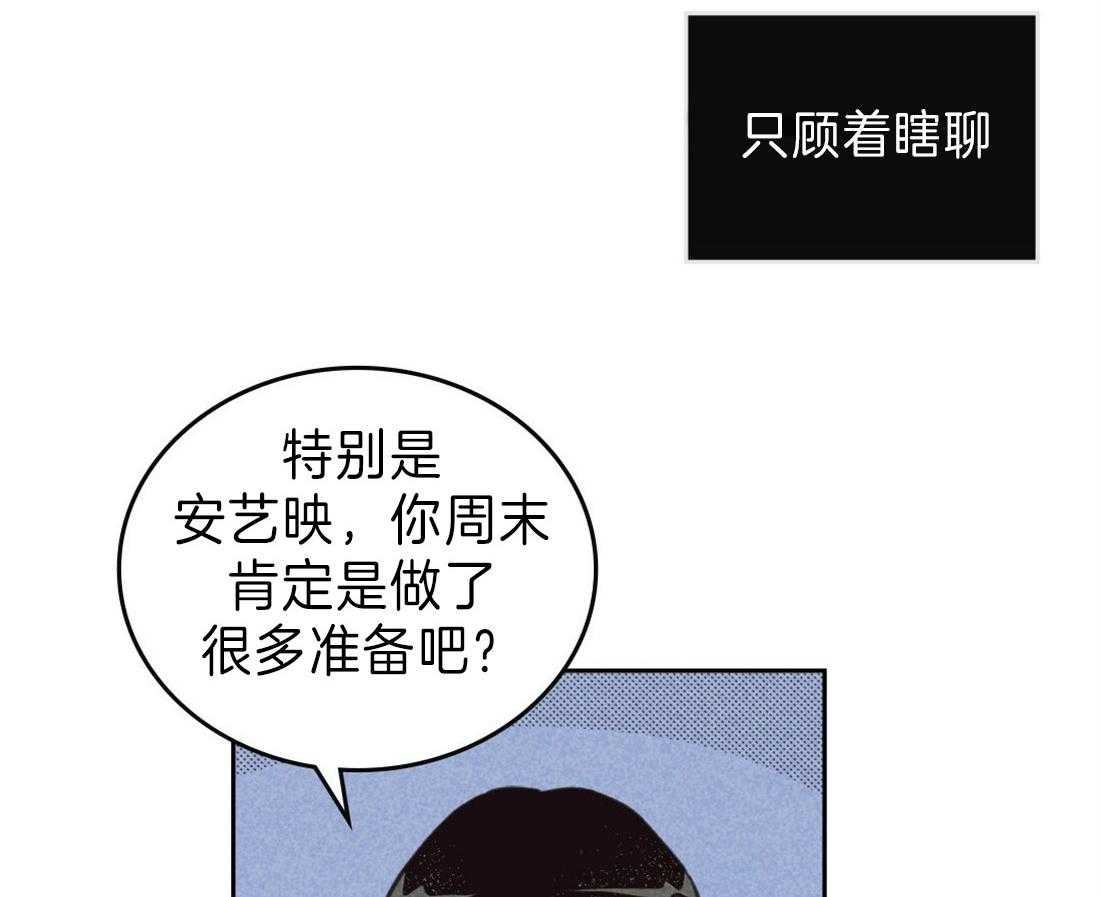 只顾着瞎聊
特别是
安艺映，你周末
肯定是做了
很多准备吧？